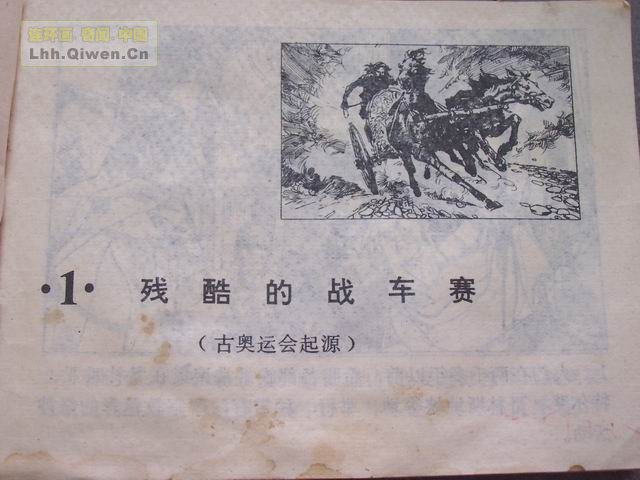 连环画.奇闻.中国
Lhh.Qiwen.Cn
·1· 残酷的战车赛
（古奥运会起源）